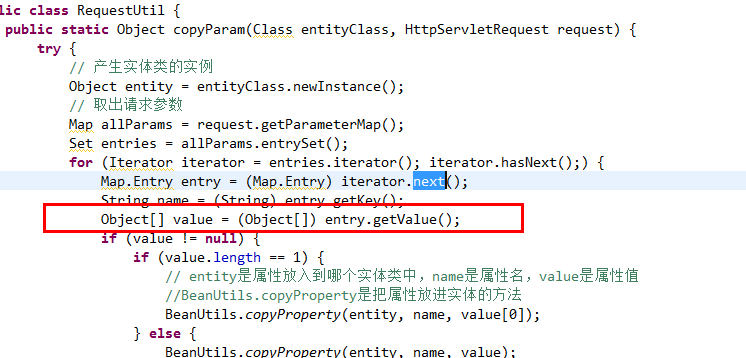 lic class RequestUtil {
public static Object copyParam(Class entityClass, HttpServletRequest request) {
try {
// 产生实体类的实例
Object entity = entityClass.newInstance();
// 取出请求参数
Map allParams = request.getParameterMap();
Set entries = allParams.entrySet();
for (Iterator iterator = entries.iterator(); iterator.hasNext();) {
Map.Entry entry = (Map.Entry) iterator.next();
String name = (String) entry.getKey();
Object[] value = (Object[]) entry.getValue();
if (value != null) {
if (value.length == 1) {
// entity是属性放入到哪个实体类中，name是属性名，value是属性值
//BeanUtils.copyProperty是把属性放进实体的方法
BeanUtils.copyProperty(entity, name, value[0]);
} else {
BeanUtils.copyProperty(entity, name, value);